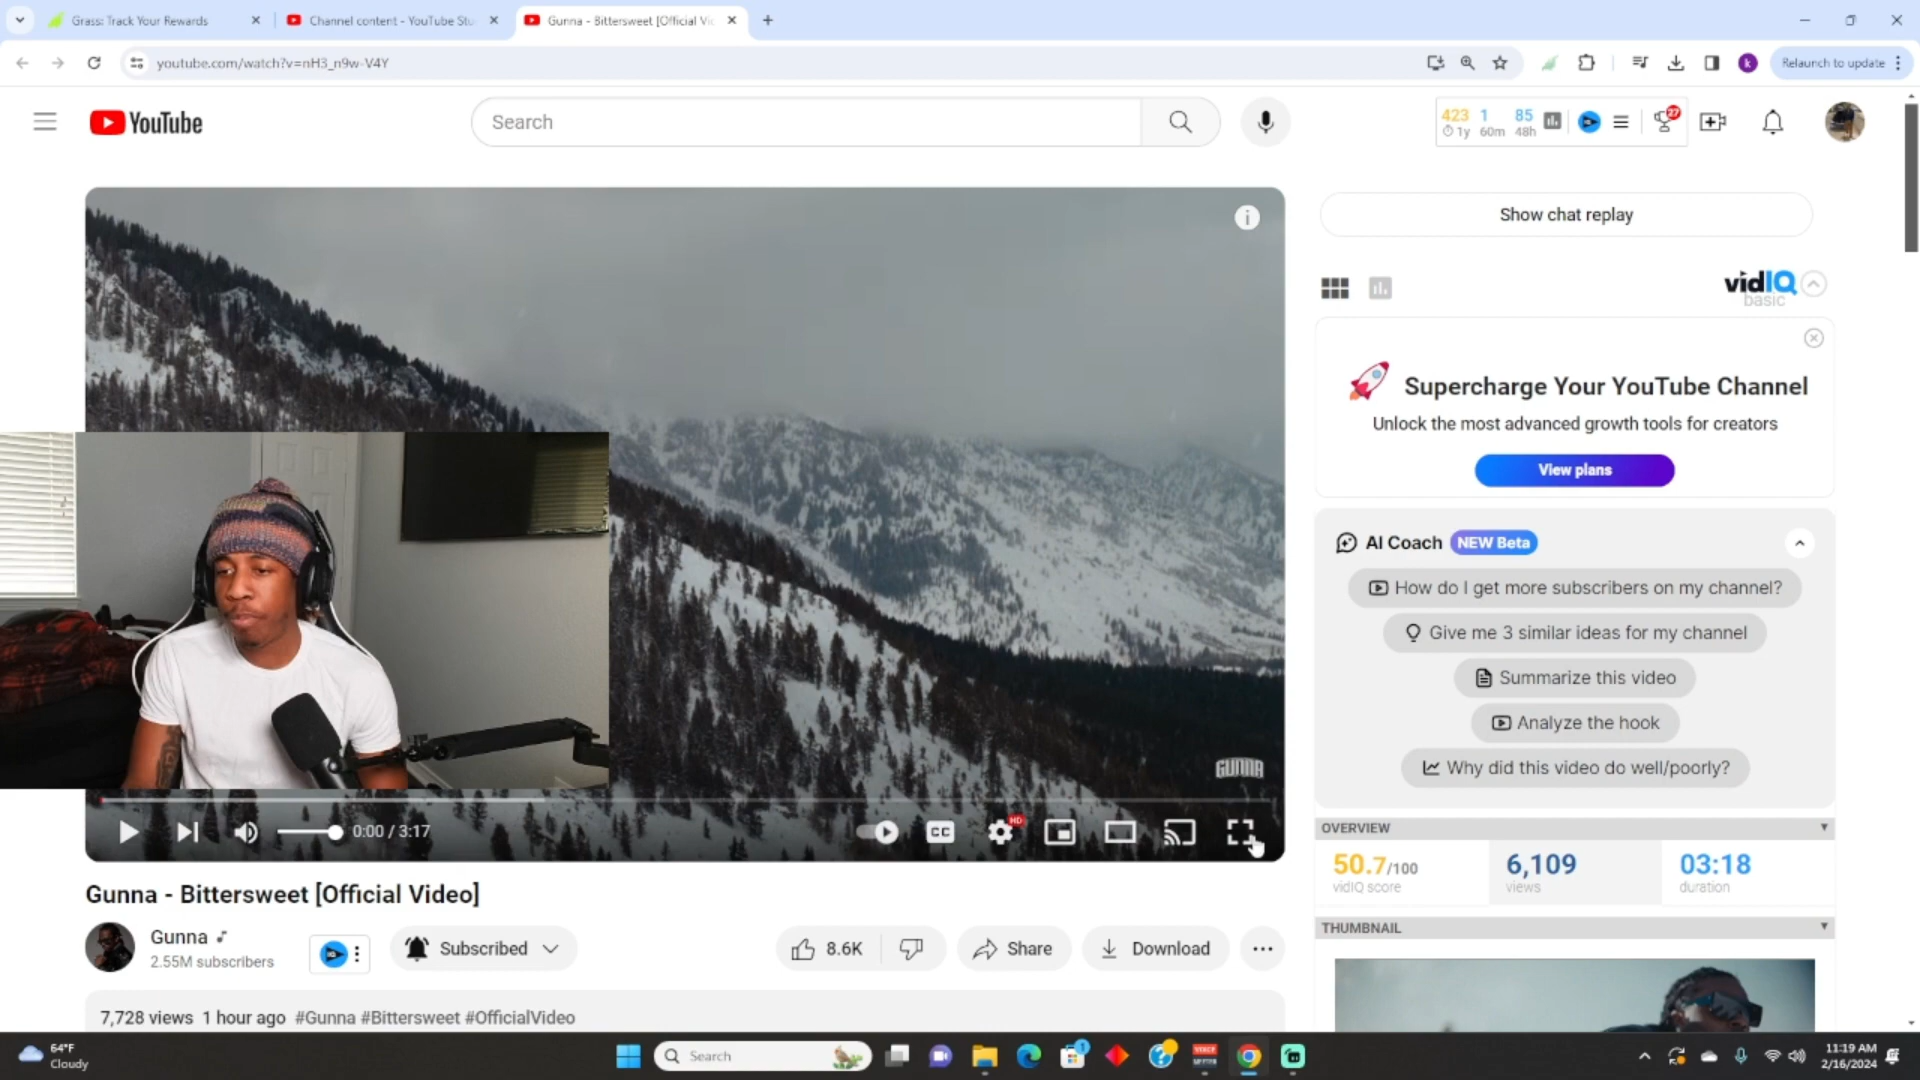 Grass: Track Your Rewards
Channel content - YouTube Stu
Gunna - Bittersweet [Official Vi
youtube.com/watch?v=nH3_n9w-V4Y
k
Relaunch to update
YouTube
Search
423 1 85
1y 60m 48h
27
Show chat replay
vidIQ
basic
Supercharge Your YouTube Channel
Unlock the most advanced growth tools for creators
View plans
AI Coach NEW Beta
How do I get more subscribers on my channel?
Give me 3 similar ideas for my channel
Summarize this video
Analyze the hook
Why did this video do well/poorly?
GUNNA
0:00 / 3:17
CC
HD
OVERVIEW
50.7/100 6,109 03:18
vidIQ score views duration
THUMBNAIL
Gunna - Bittersweet [Official Video]
Gunna
2.55M subscribers
Subscribed
8.6K
Share
Download
7,728 views 1 hour ago #Gunna #Bittersweet #OfficialVideo
64°F
Cloudy
Search
1
11:19 AM
2/16/2024